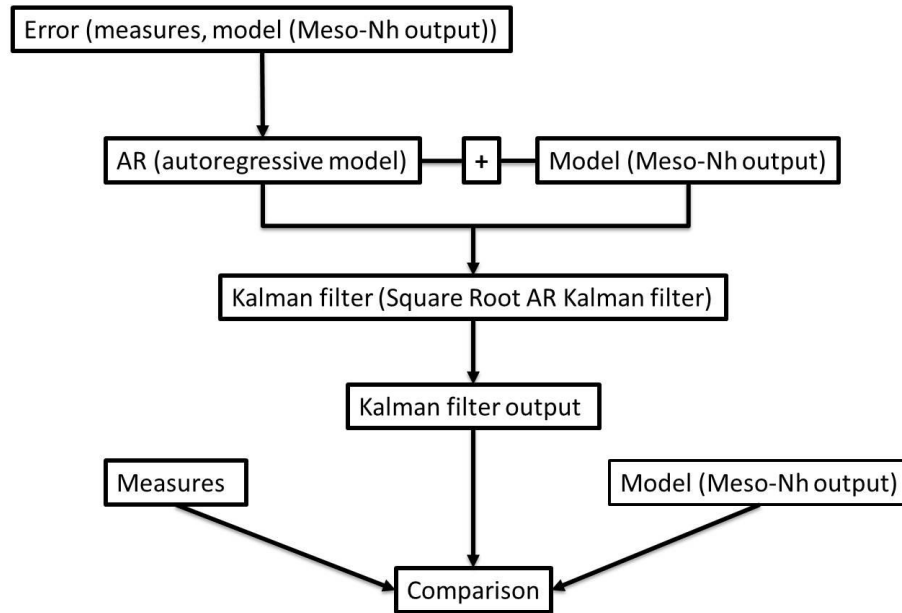 Error (measures, model (Meso-Nh output))
AR (autoregressive model)
+
Model (Meso-Nh output)
Kalman filter (Square Root AR Kalman filter)
Kalman filter output
Measures
Model (Meso-Nh output)
Comparison